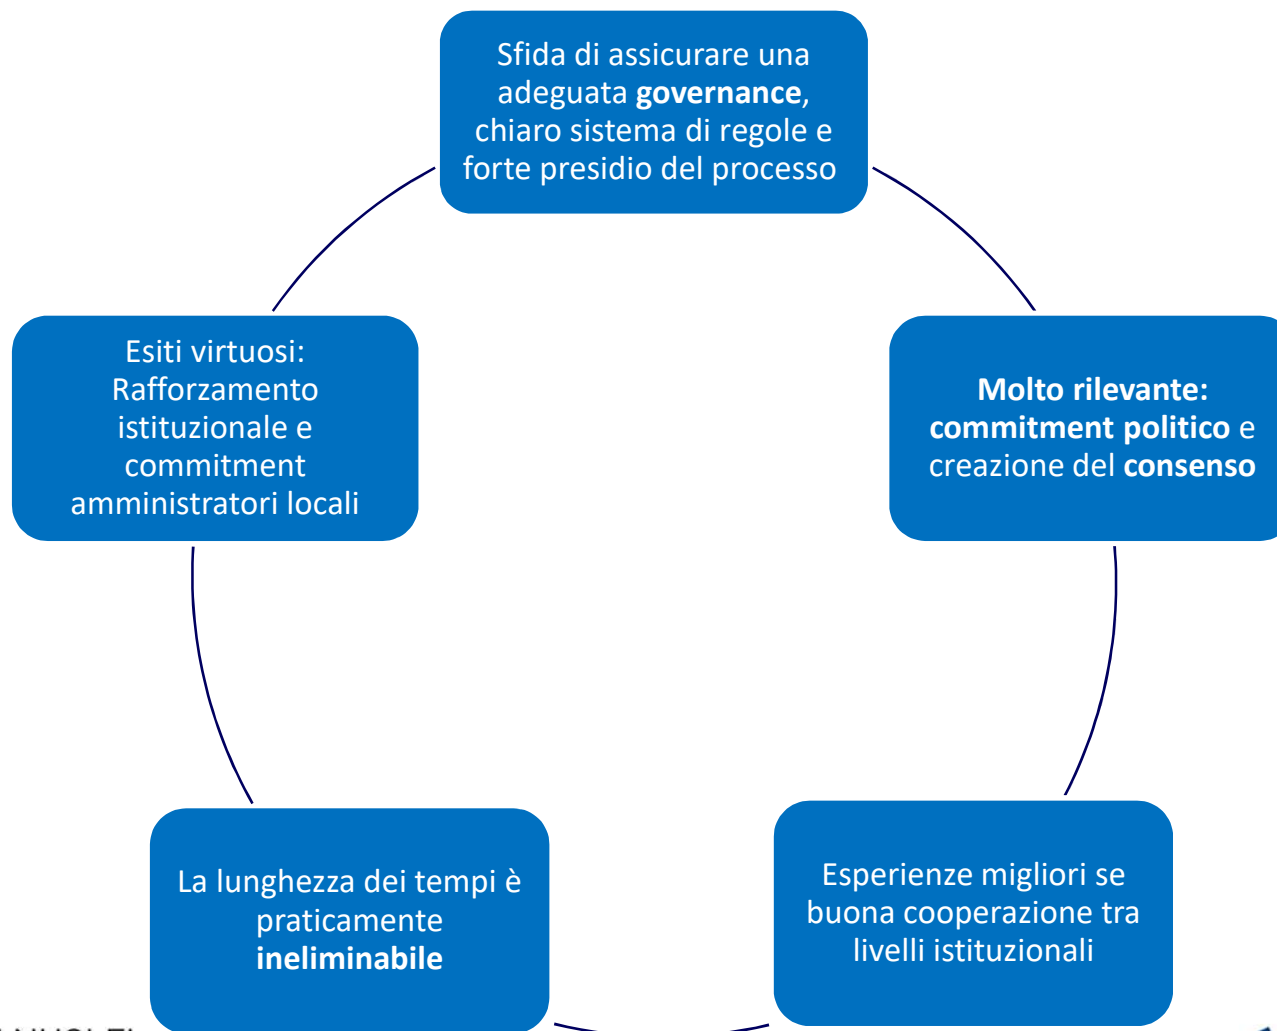 Sfida di assicurare una
adeguata governance,
chiaro sistema di regole e
forte presidio del processo
Molto rilevante:
commitment politico e
creazione del consenso
Esperienze migliori se
buona cooperazione tra
livelli istituzionali
La lunghezza dei tempi è
praticamente
ineliminabile
Esiti virtuosi:
Rafforzamento
istituzionale e
commitment
amministratori locali